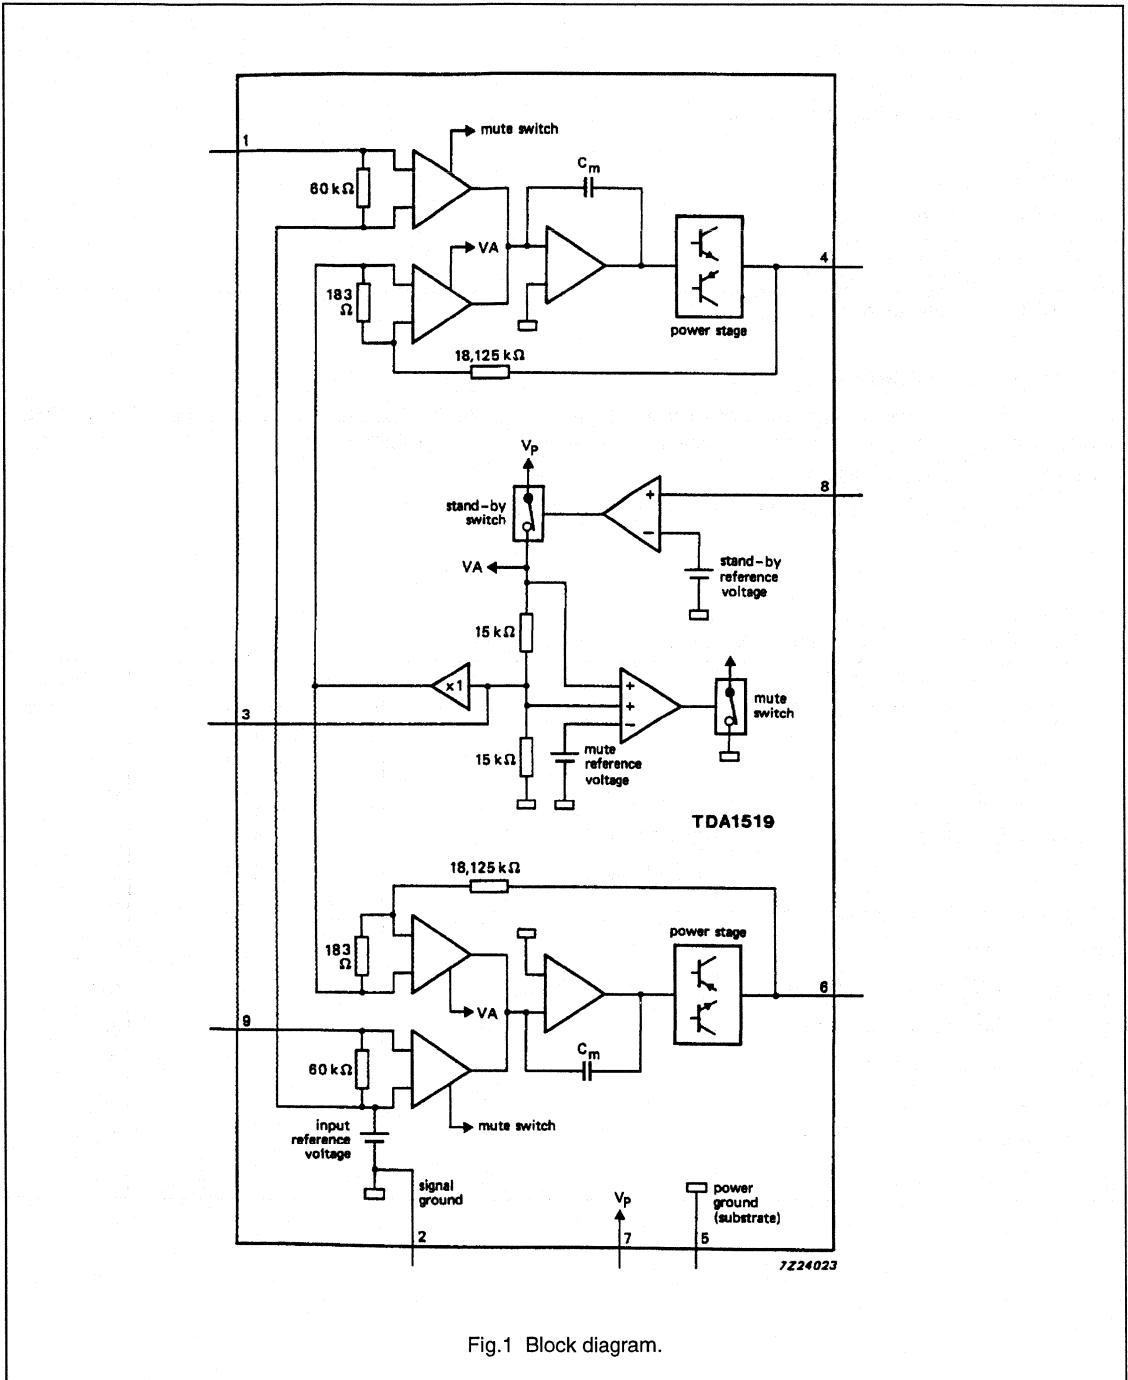 mute switch
1
C
m
60 kΩ
VA
4
183
Ω
power stage
18,125 kΩ
V
P
8
stand-by
switch
+
−
VA
stand-by
reference
voltage
15 kΩ
x1
+
+
−
mute
switch
3
15 kΩ
mute
reference
voltage
TDA1519
18,125 kΩ
power stage
183
Ω
6
VA
9
C
m
60 kΩ
input
reference
voltage
mute switch
signal
ground
V
P
power
ground
(substrate)
2
7
5
7Z24023
Fig.1 Block diagram.